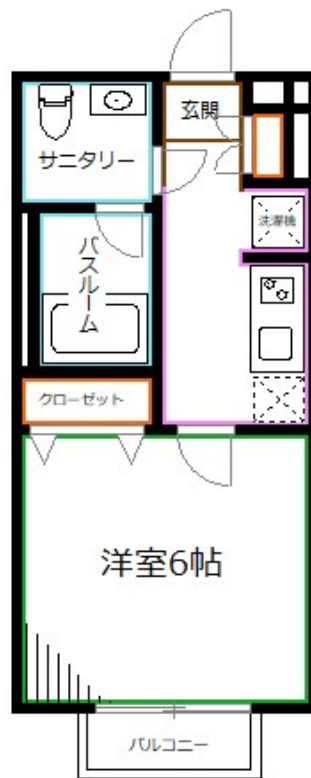 玄関
サニタリー
洗濯機
バスルーム
クローゼット
洋室6帖
バルコニー